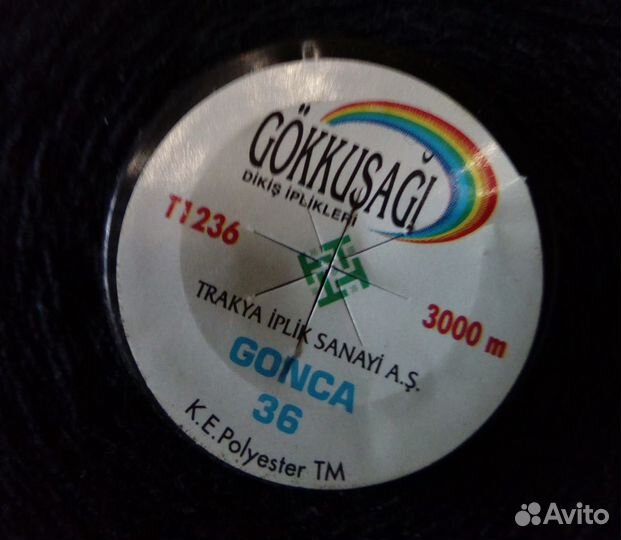 GÖKKUŞAĞI
DİKİŞ İPLİKLERİ
T1236
3000 m
TRAKYA İPLİK SANAYİ A.Ş.
GONCA
36
K.E.Polyester TM
Avito